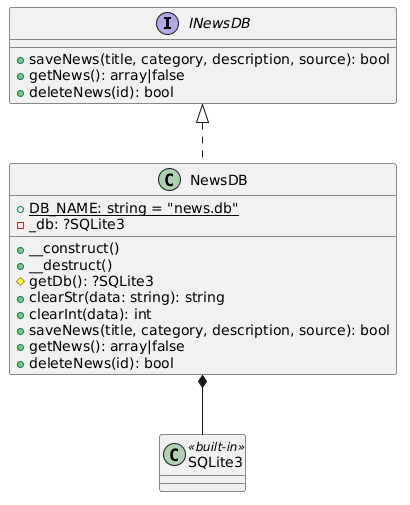 I INewsDB
saveNews(title, category, description, source): bool
getNews(): array|false
deleteNews(id): bool
C NewsDB
DB_NAME: string = "news.db"
_db: ?SQLite3
__construct()
__destruct()
getDb(): ?SQLite3
clearStr(data: string): string
clearInt(data): int
saveNews(title, category, description, source): bool
getNews(): array|false
deleteNews(id): bool
«built-in»
C SQLite3